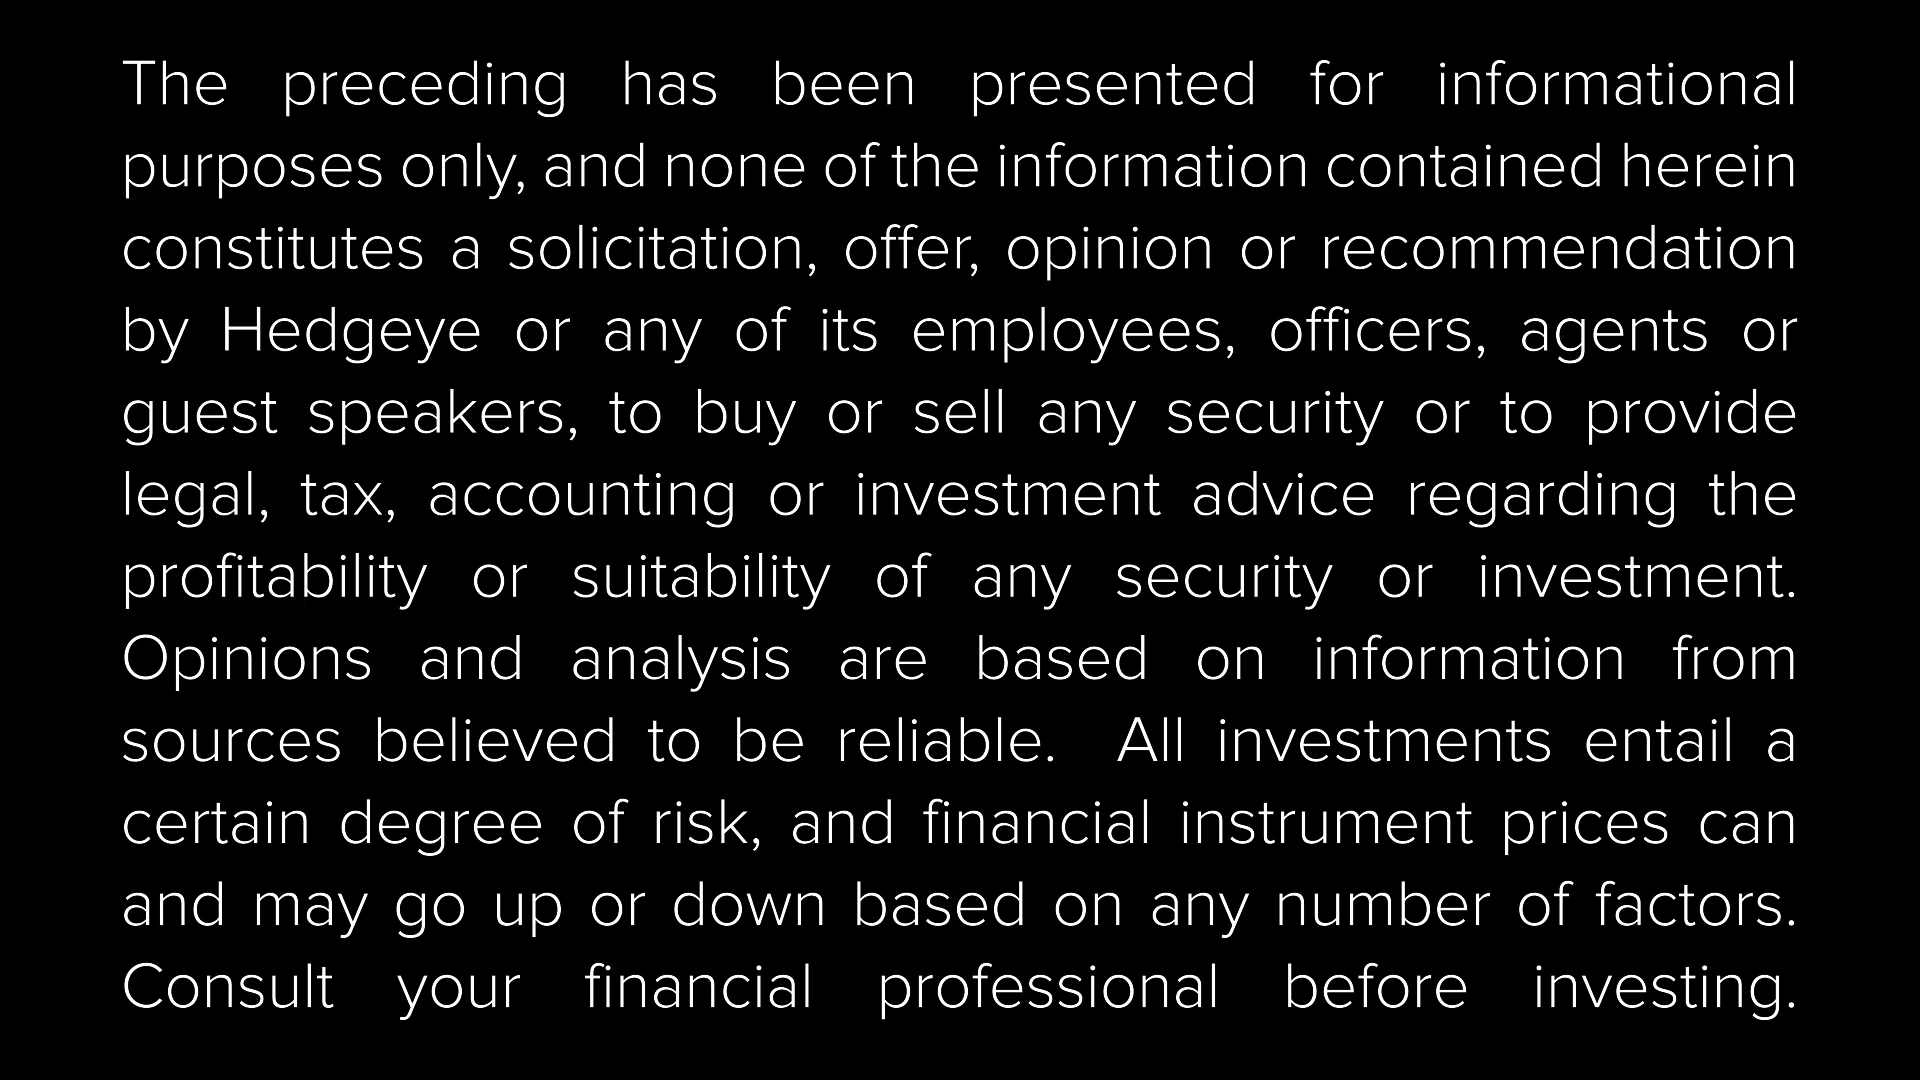 The preceding has been presented for informational
purposes only, and none of the information contained herein
constitutes a solicitation, offer, opinion or recommendation
by Hedgeye or any of its employees, officers, agents or
guest speakers, to buy or sell any security or to provide
legal, tax, accounting or investment advice regarding the
profitability or suitability of any security or investment.
Opinions and analysis are based on information from
sources believed to be reliable.  All investments entail a
certain degree of risk, and financial instrument prices can
and may go up or down based on any number of factors.
Consult your financial professional before investing.